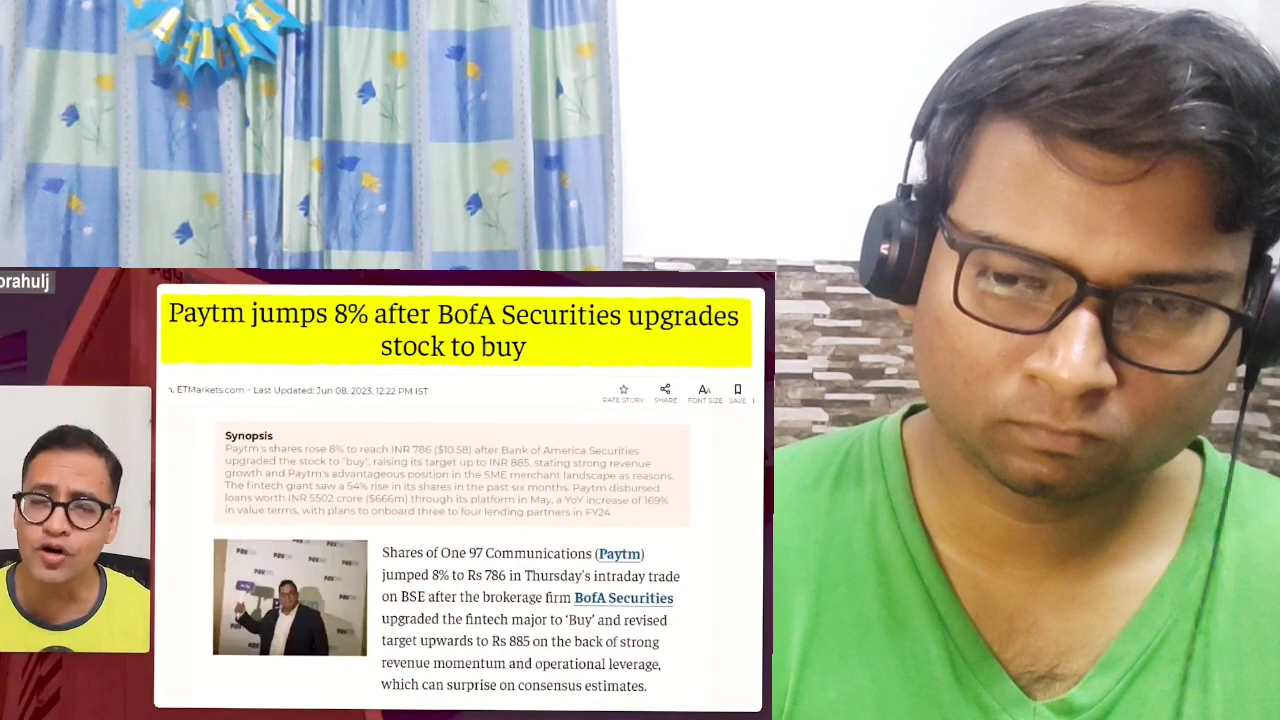 orahulj
Paytm jumps 8% after BofA Securities upgrades
stock to buy
ETMarkets.com • Last Updated: Jun 08, 2023, 12:22 PM IST
RATE STORY SHARE FONT SIZE SAVE
Synopsis
Paytm's shares rose 8% to reach INR 786 ($10.58) after Bank of America Securities
upgraded the stock to "buy", raising its target up to INR 885, stating strong revenue
growth and Paytm's advantageous position in the SME merchant landscape as reasons.
The fintech giant saw a 54% rise in its shares in the past six months. Paytm disbursed
loans worth INR 5502 crore ($666m) through its platform in May, a YoY increase of 169%
in value terms, with plans to onboard three to four lending partners in FY24.
Shares of One 97 Communications (Paytm)
jumped 8% to Rs 786 in Thursday's intraday trade
on BSE after the brokerage firm BofA Securities
upgraded the fintech major to ‘Buy’ and revised
target upwards to Rs 885 on the back of strong
revenue momentum and operational leverage,
which can surprise on consensus estimates.